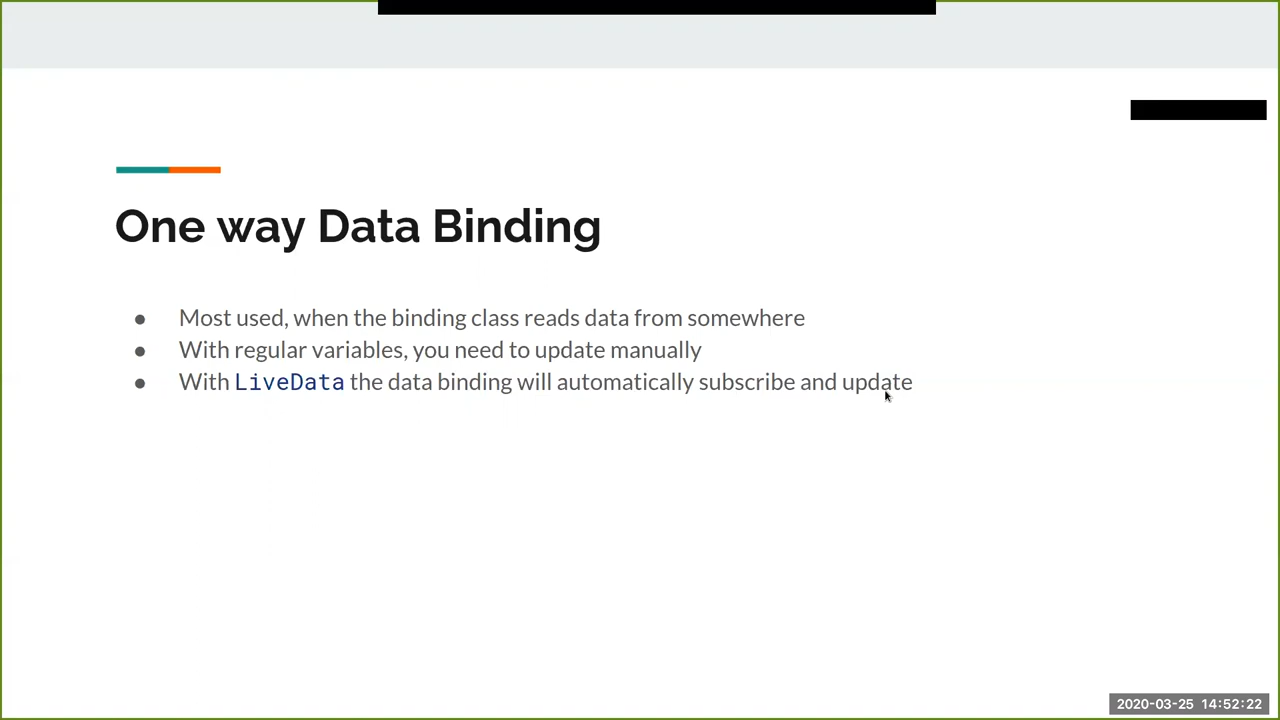 One way Data Binding
● Most used, when the binding class reads data from somewhere
● With regular variables, you need to update manually
● With LiveData the data binding will automatically subscribe and update
2020-03-25 14:52:22